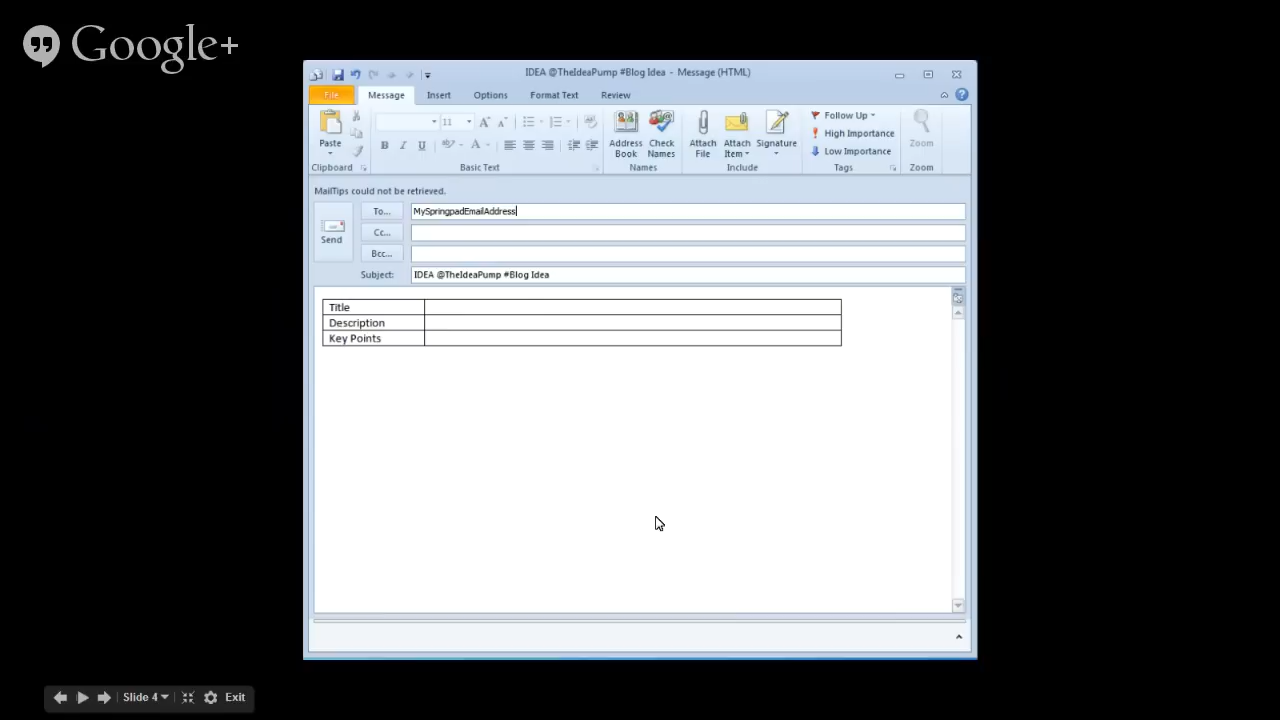 Google+
IDEA @TheIdeaPump #Blog Idea - Message (HTML)
File Message Insert Options Format Text Review
Paste
11
B I U
Address Book
Check Names
Attach File
Attach Item
Signature
Follow Up
High Importance
Low Importance
Zoom
Clipboard Basic Text Names Include Tags Zoom
MailTips could not be retrieved.
Send
To... MySpringpadEmailAddress
Cc...
Bcc...
Subject: IDEA @TheIdeaPump #Blog Idea
Title
Description
Key Points
Slide 4 Exit